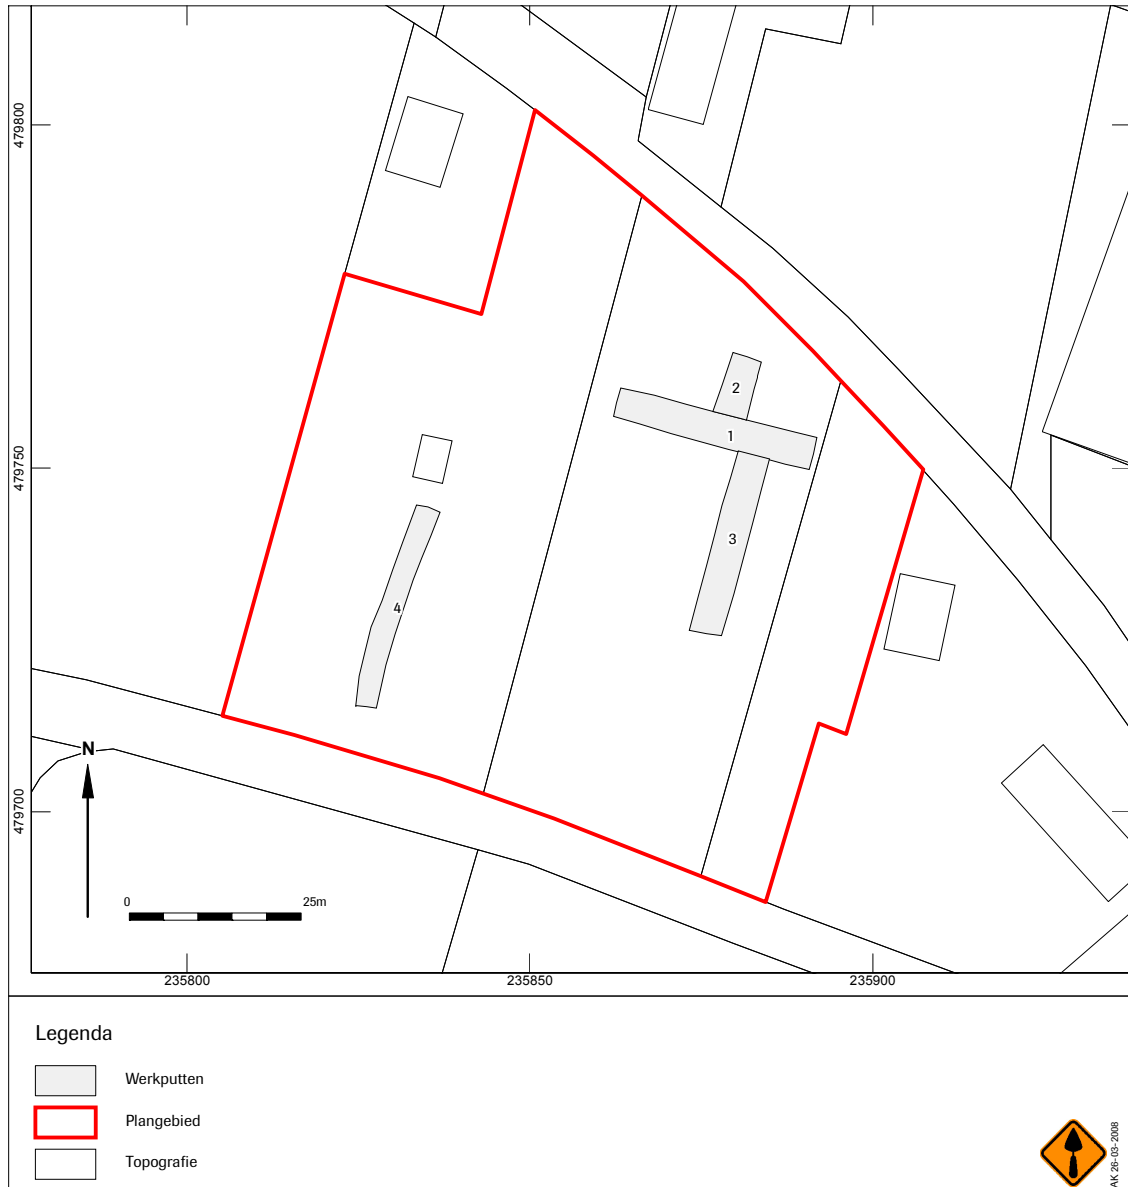 479800
479750
479700
2
1
3
4
N
0 25m
235800 235850 235900
Legenda
Werkputten
Plangebied
Topografie
AK 26-03-2008